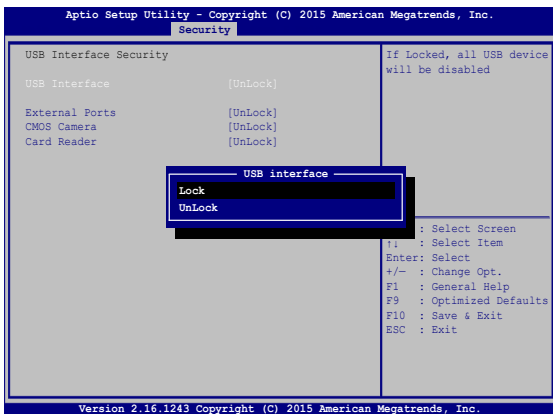 Aptio Setup Utility - Copyright (C) 2015 American Megatrends, Inc.
Security
USB Interface Security
USB Interface [UnLock]
External Ports [UnLock]
CMOS Camera [UnLock]
Card Reader [UnLock]
If Locked, all USB device
will be disabled
USB interface
Lock
UnLock
: Select Screen
↑↓ : Select Item
Enter: Select
+/— : Change Opt.
F1 : General Help
F9 : Optimized Defaults
F10 : Save & Exit
ESC : Exit
Version 2.16.1243 Copyright (C) 2015 American Megatrends, Inc.